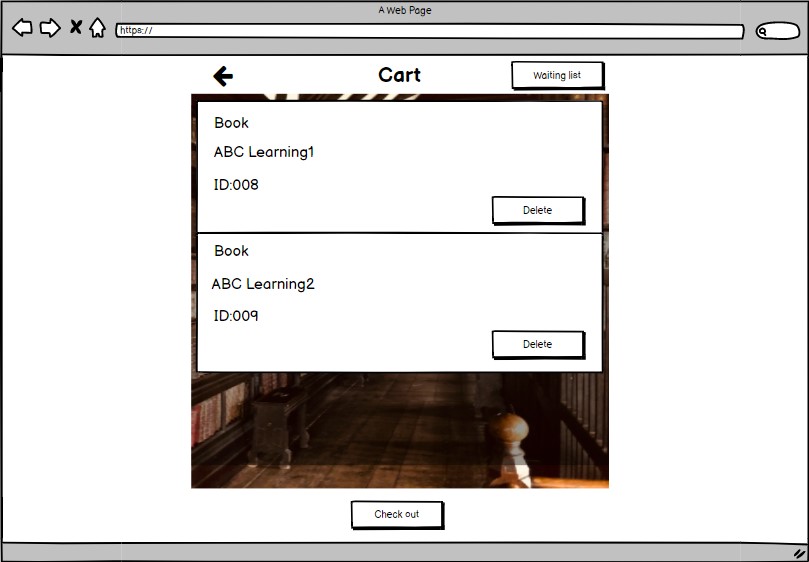 A Web Page
https://
Cart
Waiting list
Book
ABC Learning1
ID:008
Delete
Book
ABC Learning2
ID:009
Delete
Check out